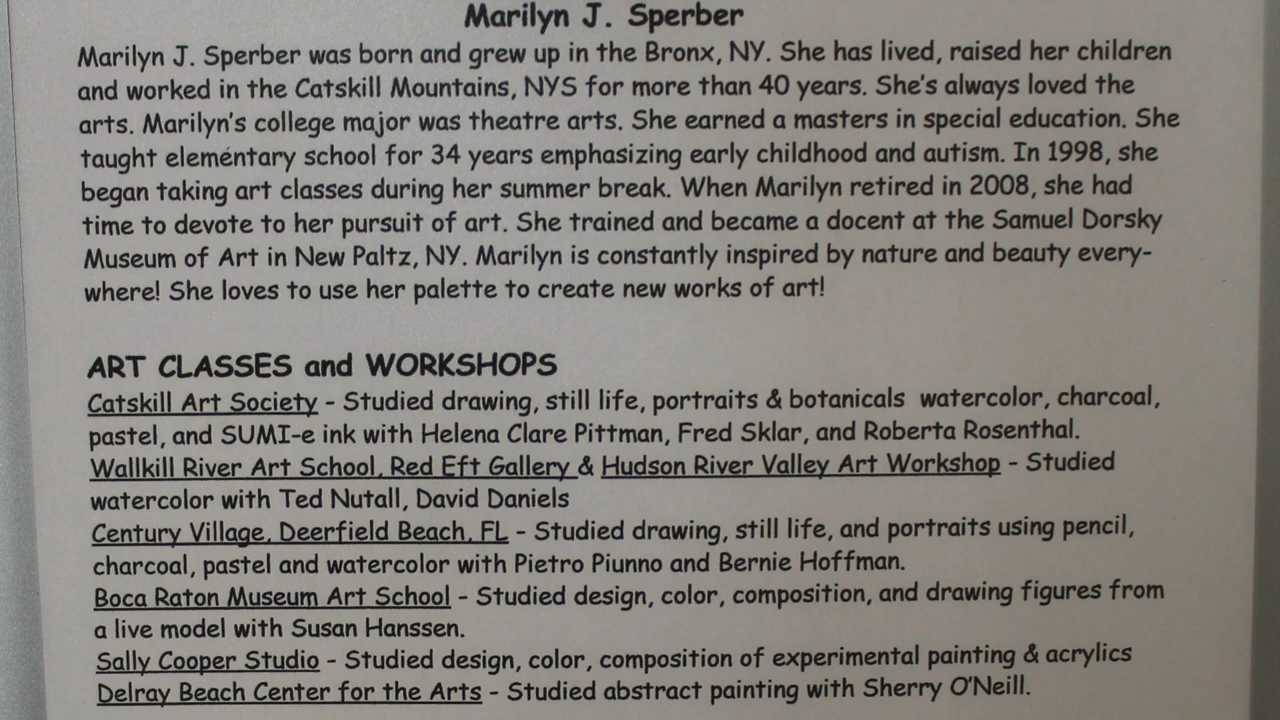 Marilyn J. Sperber
Marilyn J. Sperber was born and grew up in the Bronx, NY. She has lived, raised her children
and worked in the Catskill Mountains, NYS for more than 40 years. She's always loved the
arts. Marilyn's college major was theatre arts. She earned a masters in special education. She
taught elementary school for 34 years emphasizing early childhood and autism. In 1998, she
began taking art classes during her summer break. When Marilyn retired in 2008, she had
time to devote to her pursuit of art. She trained and became a docent at the Samuel Dorsky
Museum of Art in New Paltz, NY. Marilyn is constantly inspired by nature and beauty every-
where! She loves to use her palette to create new works of art!
ART CLASSES and WORKSHOPS
Catskill Art Society - Studied drawing, still life, portraits & botanicals watercolor, charcoal,
pastel, and SUMI-e ink with Helena Clare Pittman, Fred Sklar, and Roberta Rosenthal.
Wallkill River Art School, Red Eft Gallery & Hudson River Valley Art Workshop - Studied
watercolor with Ted Nutall, David Daniels
Century Village, Deerfield Beach, FL - Studied drawing, still life, and portraits using pencil,
charcoal, pastel and watercolor with Pietro Piunno and Bernie Hoffman.
Boca Raton Museum Art School - Studied design, color, composition, and drawing figures from
a live model with Susan Hanssen.
Sally Cooper Studio - Studied design, color, composition of experimental painting & acrylics
Delray Beach Center for the Arts - Studied abstract painting with Sherry O'Neill.